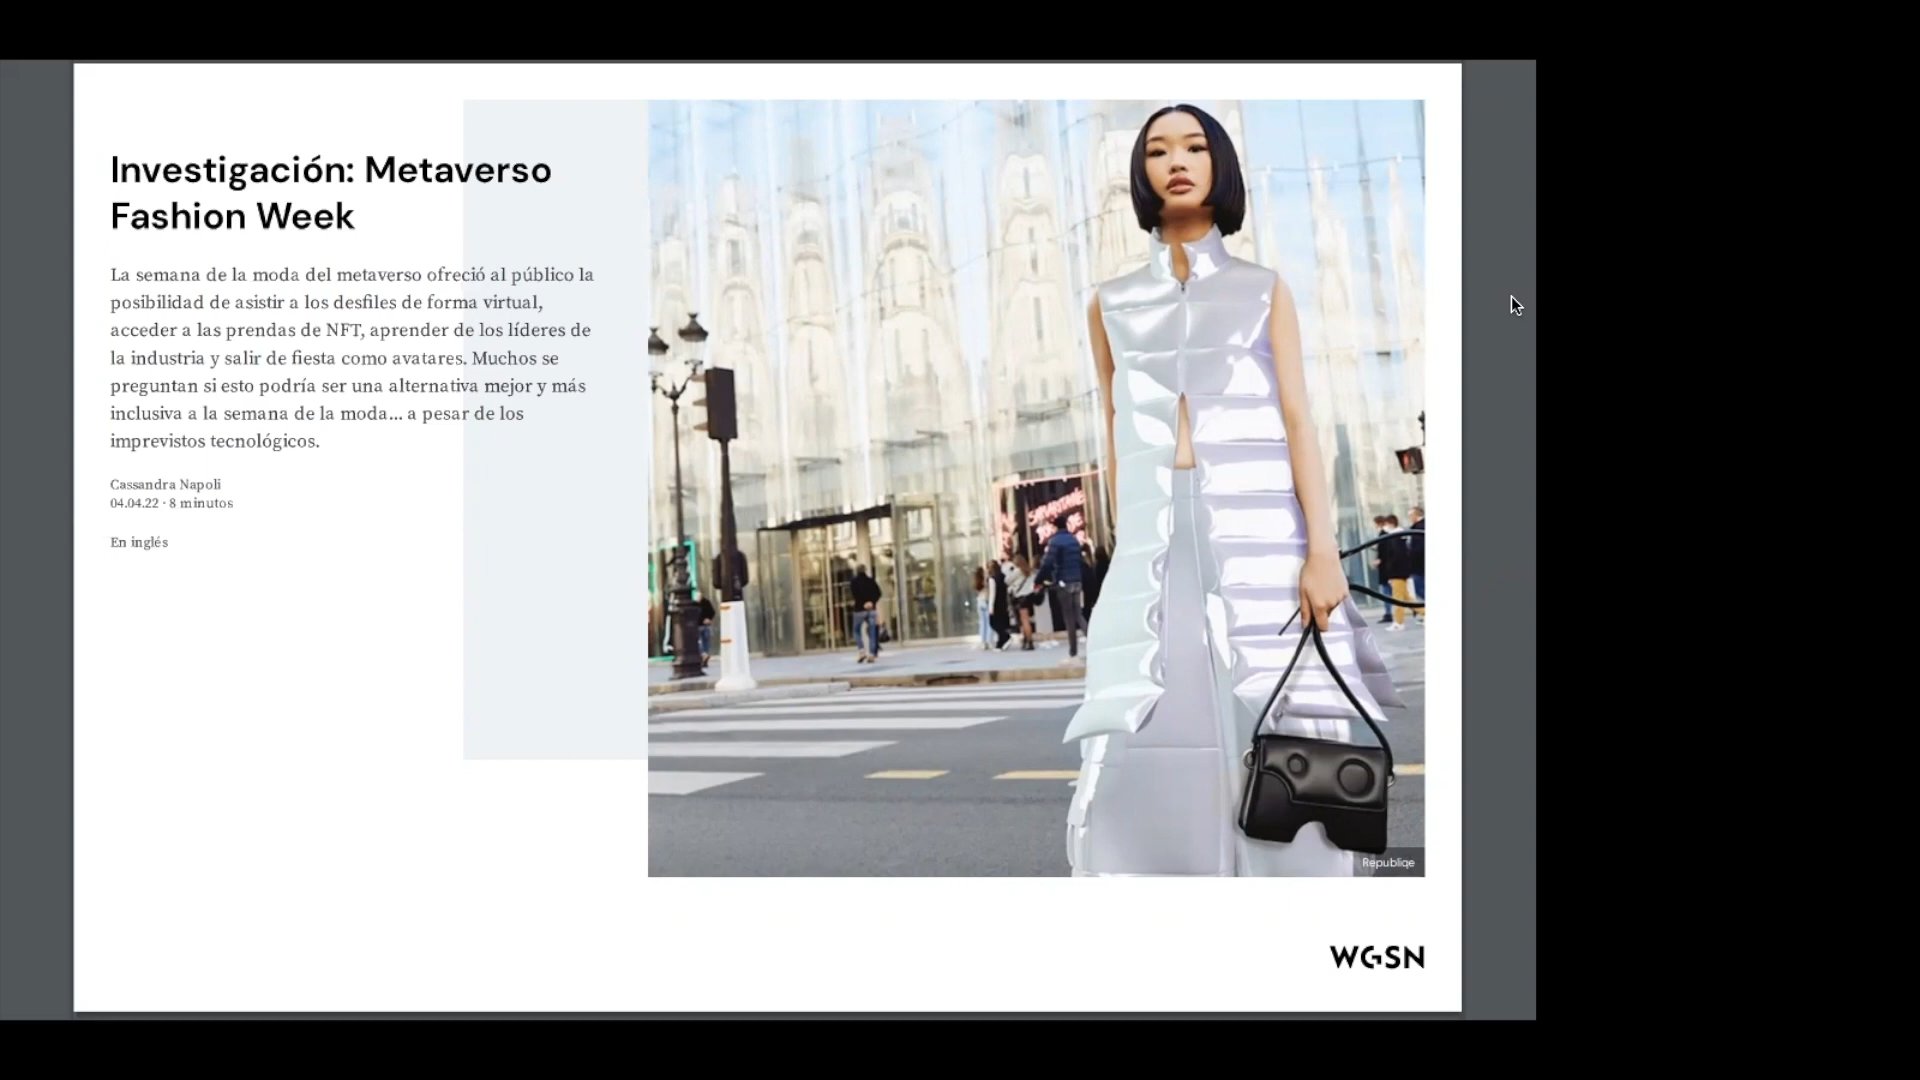 Investigación: Metaverso
Fashion Week
La semana de la moda del metaverso ofreció al público la
posibilidad de asistir a los desfiles de forma virtual,
acceder a las prendas de NFT, aprender de los líderes de
la industria y salir de fiesta como avatares. Muchos se
preguntan si esto podría ser una alternativa mejor y más
inclusiva a la semana de la moda... a pesar de los
imprevistos tecnológicos.
Cassandra Napoli
04.04.22 · 8 minutos
En inglés
Republiqe
WGSN